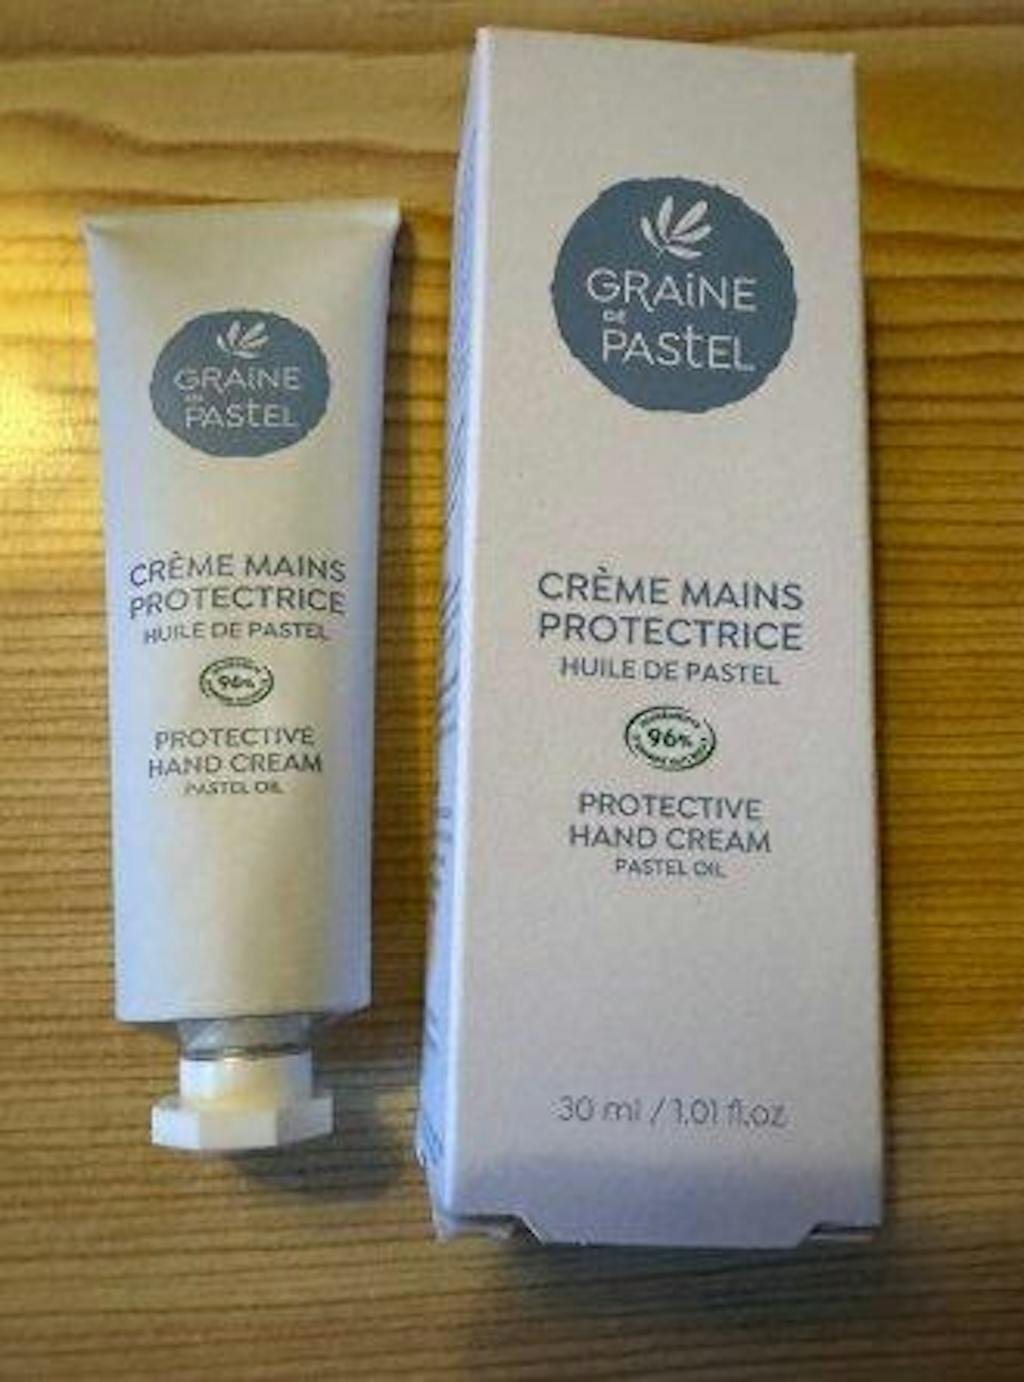 GRAINE
DE
PASTEL
CRÈME MAINS
PROTECTRICE
HUILE DE PASTEL
96%
PROTECTIVE
HAND CREAM
PASTEL OIL
GRAINE
DE
PASTEL
CRÈME MAINS
PROTECTRICE
HUILE DE PASTEL
96%
PROTECTIVE
HAND CREAM
PASTEL OIL
30 ml / 1.01 fl.oz